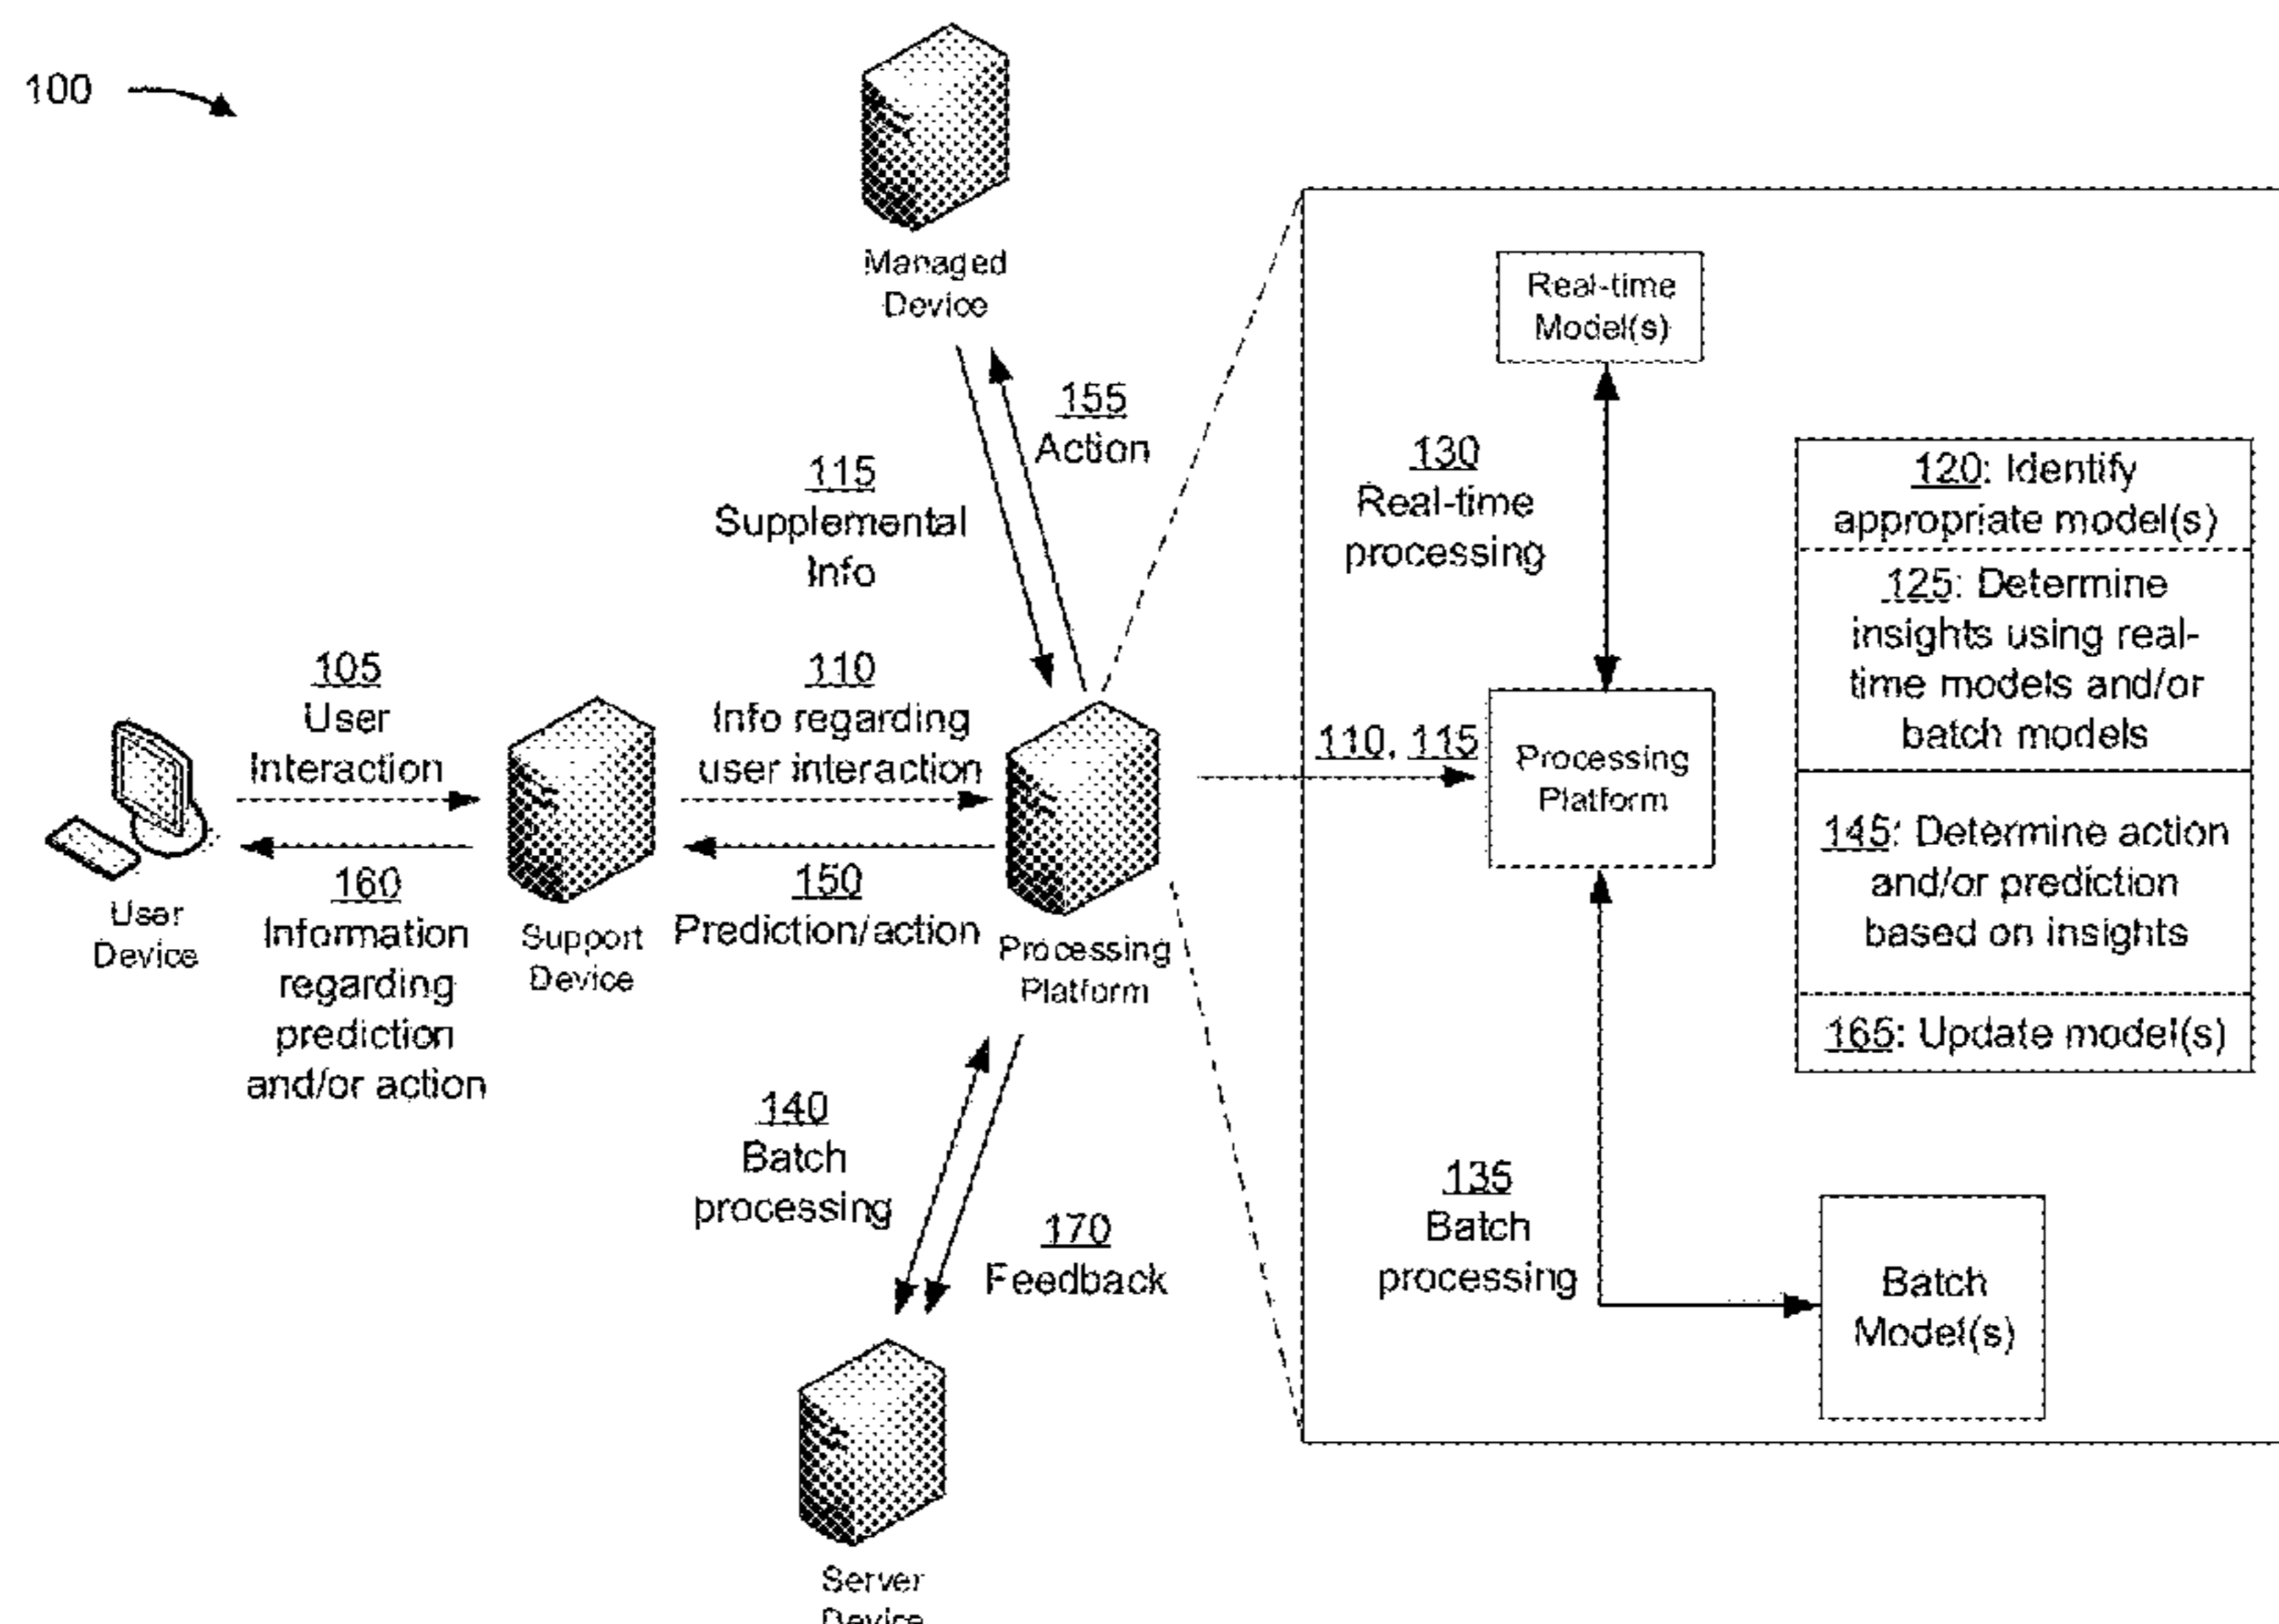 100
Managed
Device
155
Action
115
Supplemental
Info
105
User
Interaction
110
Info regarding
user interaction
User
Device
160
Information
regarding
prediction
and/or action
Support
Device
150
Prediction/action
Processing
Platform
140
Batch
processing
170
Feedback
Server
Device
Real-time
Model(s)
130
Real-time
processing
110, 115
Processing
Platform
135
Batch
processing
Batch
Model(s)
120: Identify
appropriate model(s)
125: Determine
insights using real-
time models and/or
batch models
145: Determine action
and/or prediction
based on insights
165: Update model(s)